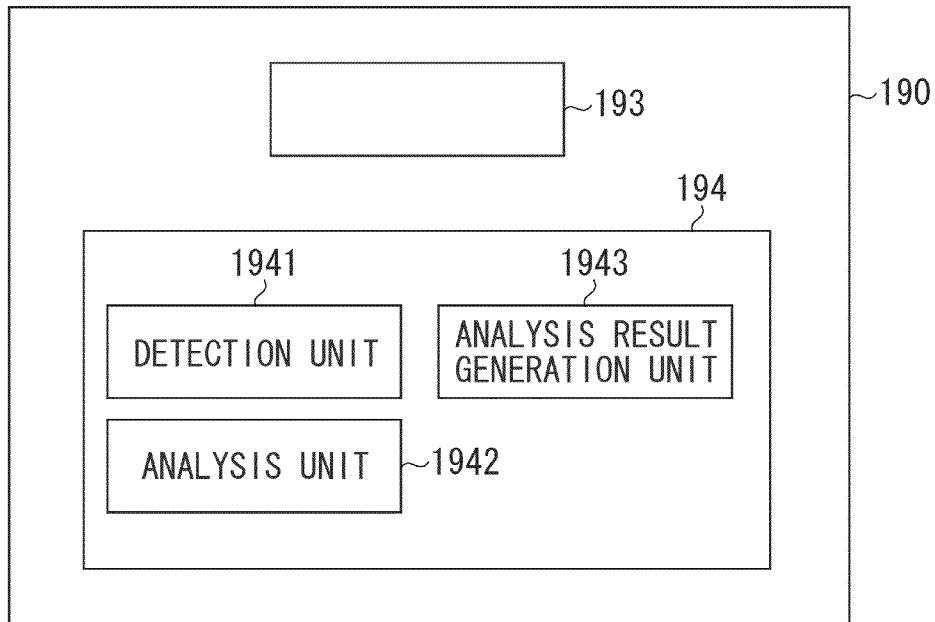 193
190
194
1941
1943
DETECTION UNIT
ANALYSIS RESULT
GENERATION UNIT
ANALYSIS UNIT
1942